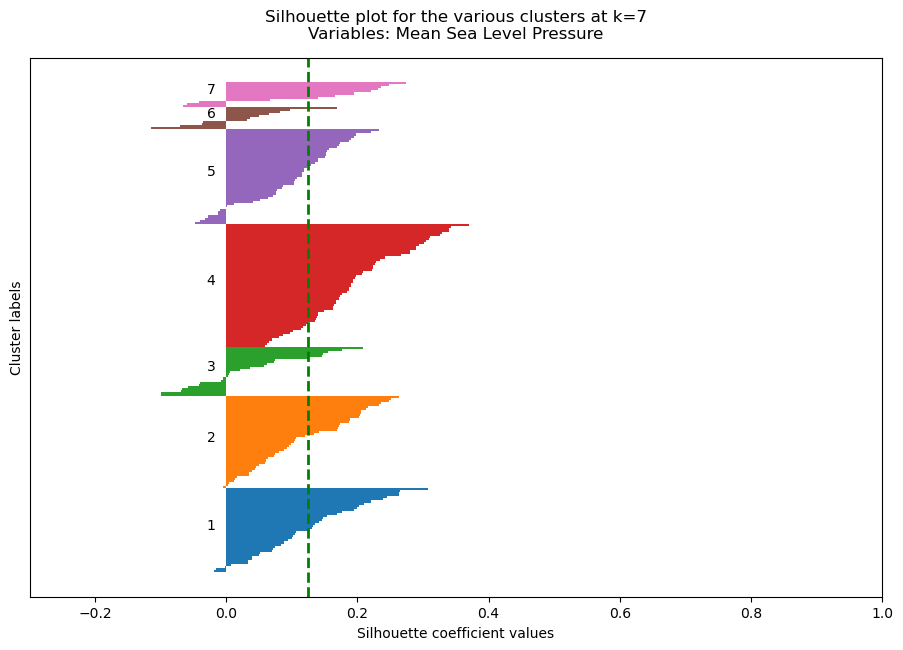 Silhouette plot for the various clusters at k=7
Variables: Mean Sea Level Pressure
7
6
5
4
3
2
1
Cluster labels
−0.2 0.0 0.2 0.4 0.6 0.8 1.0
Silhouette coefficient values